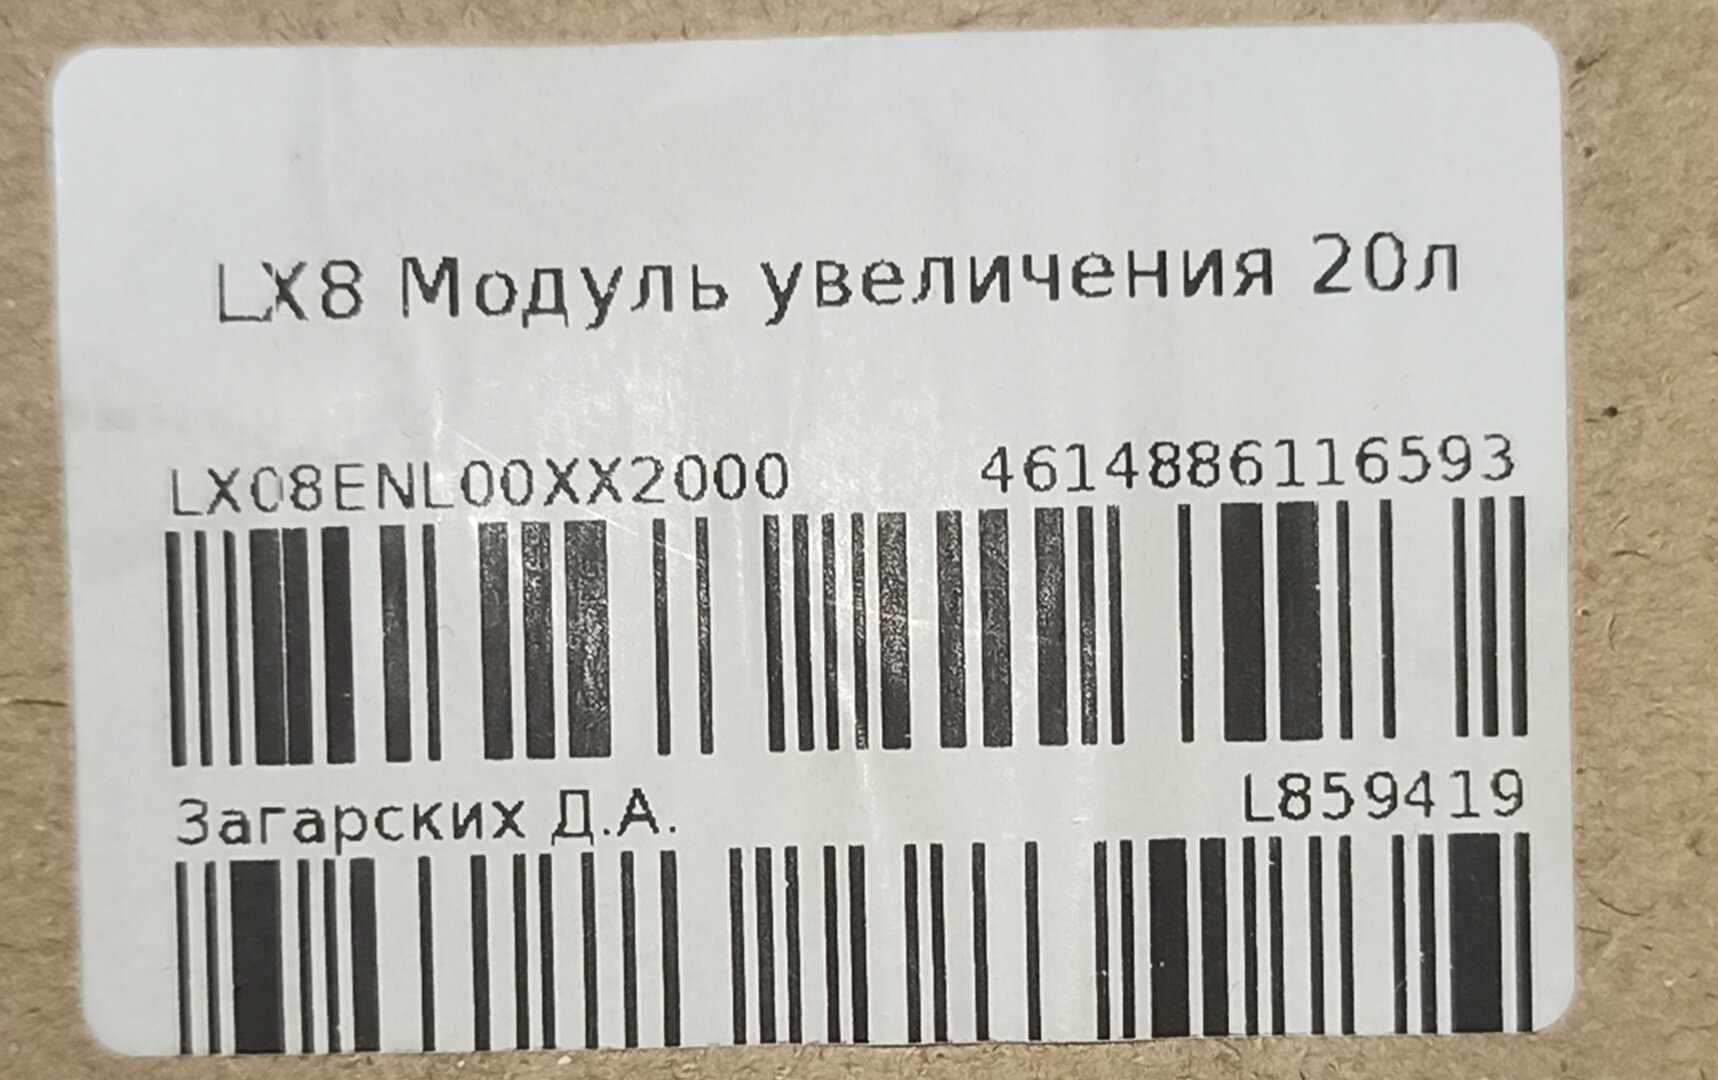 LX8 Модуль увеличения 20л
LX08ENL00XX2000 4614886116593
Загарских Д.А. L859419